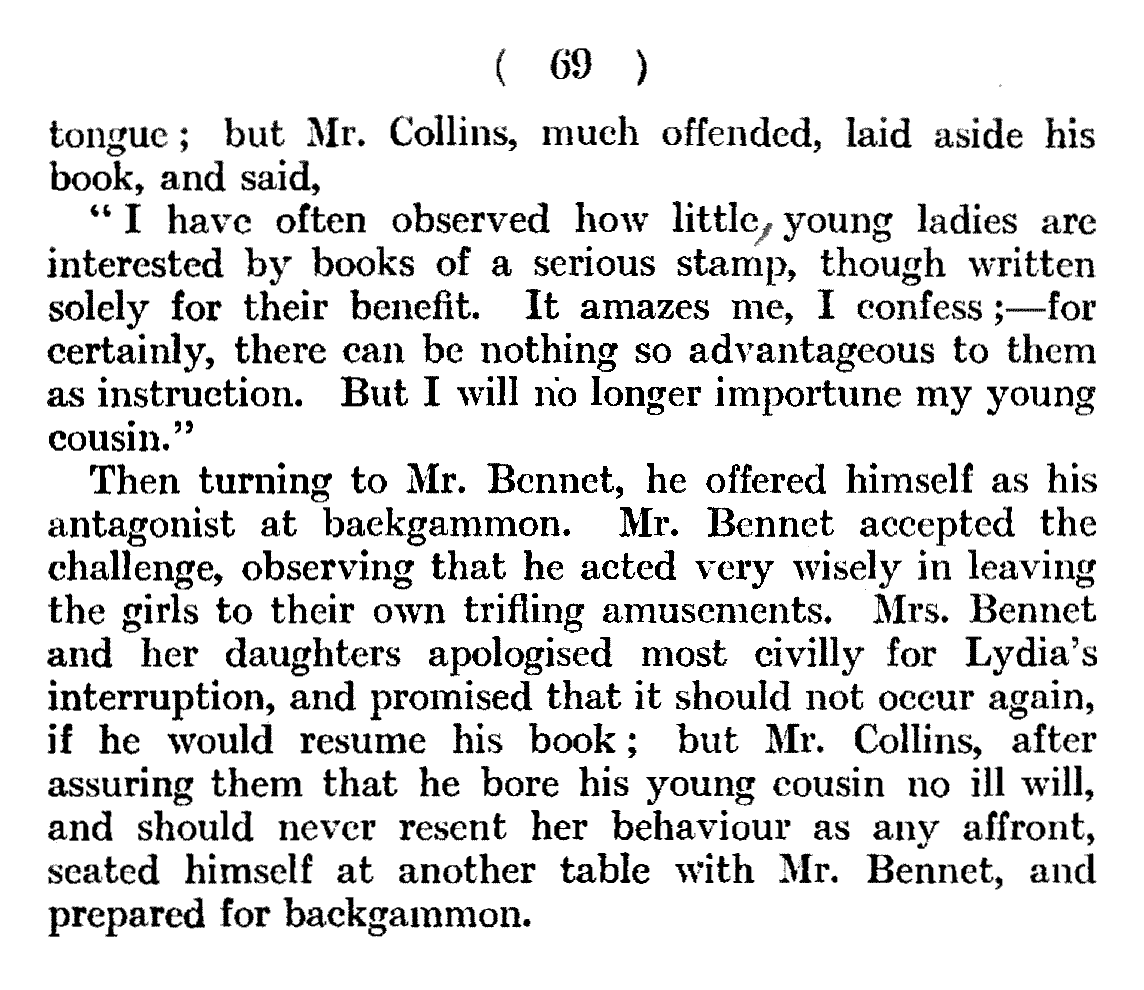 ( 69 )
tongue; but Mr. Collins, much offended, laid aside his
book, and said,
“I have often observed how little, young ladies are
interested by books of a serious stamp, though written
solely for their benefit. It amazes me, I confess;—for
certainly, there can be nothing so advantageous to them
as instruction. But I will no longer importune my young
cousin.”
Then turning to Mr. Bennet, he offered himself as his
antagonist at backgammon. Mr. Bennet accepted the
challenge, observing that he acted very wisely in leaving
the girls to their own trifling amusements. Mrs. Bennet
and her daughters apologised most civilly for Lydia’s
interruption, and promised that it should not occur again,
if he would resume his book; but Mr. Collins, after
assuring them that he bore his young cousin no ill will,
and should never resent her behaviour as any affront,
seated himself at another table with Mr. Bennet, and
prepared for backgammon.